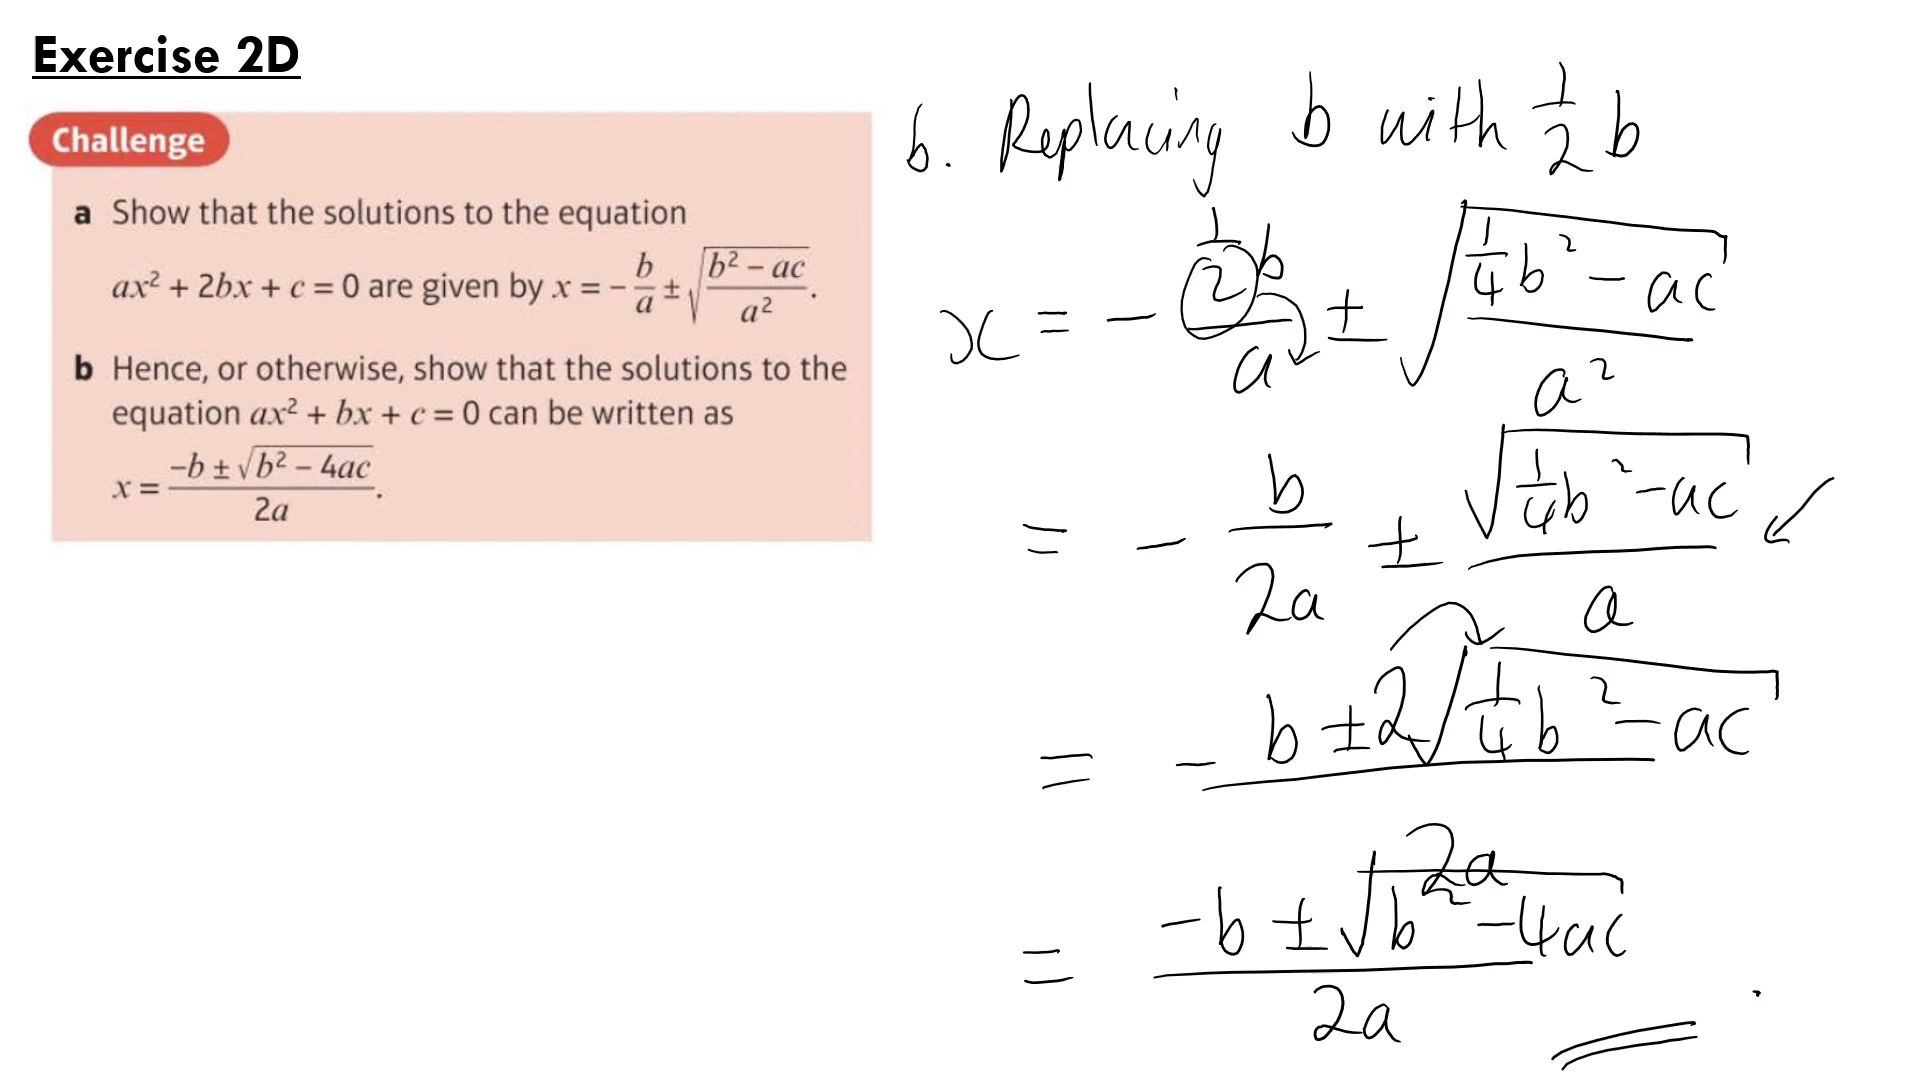 Exercise 2D
Challenge
a Show that the solutions to the equation
ax² + 2bx + c = 0 are given by x = −b/a ± √((b² − ac)/a²).
b Hence, or otherwise, show that the solutions to the
equation ax² + bx + c = 0 can be written as
x = (−b ± √(b² − 4ac))/2a.
b. Replacing b with ½ b
x = − (½b)/a ± √((¼b² − ac)/a²)
= − b/2a ± √(¼b² − ac)/a
= (− b ± 2√(¼b² − ac))/2a
= (−b ± √(b² − 4ac))/2a